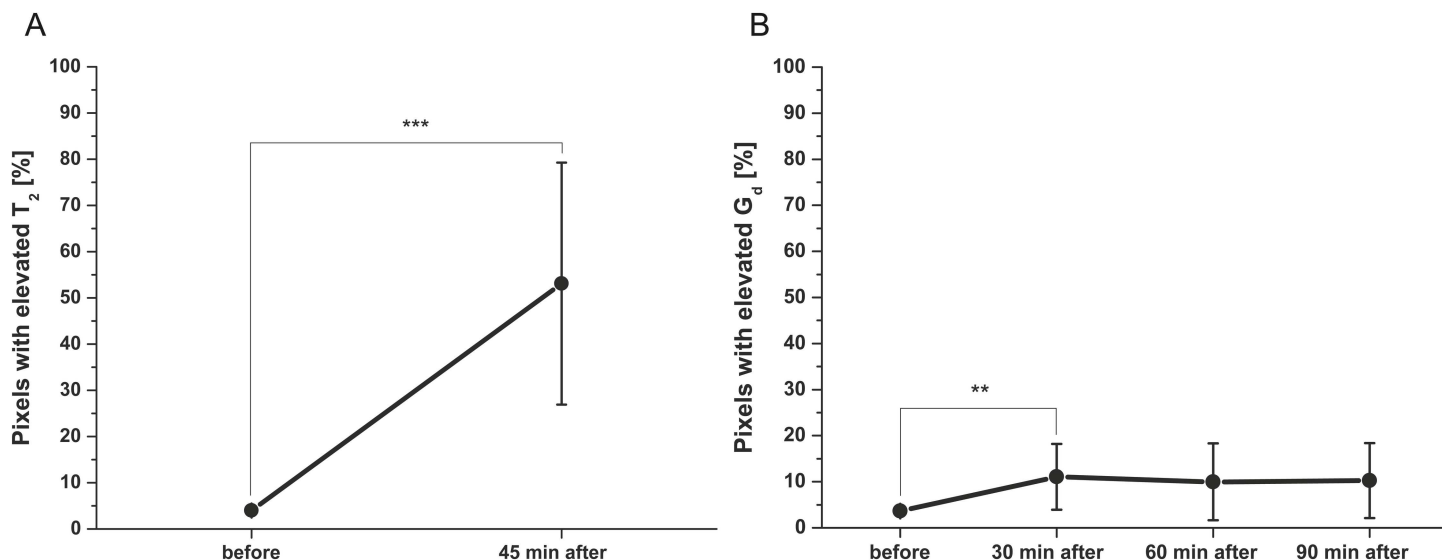 A
Pixels with elevated T2 [%]
100
90
80
70
60
50
40
30
20
10
0
***
before
45 min after
B
Pixels with elevated Gd [%]
100
90
80
70
60
50
40
30
20
10
0
**
before
30 min after
60 min after
90 min after